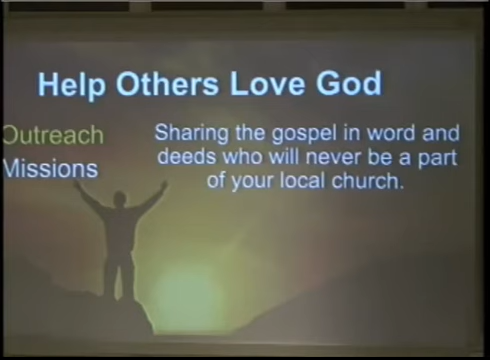 Help Others Love God
Outreach
Missions
Sharing the gospel in word and
deeds who will never be a part
of your local church.